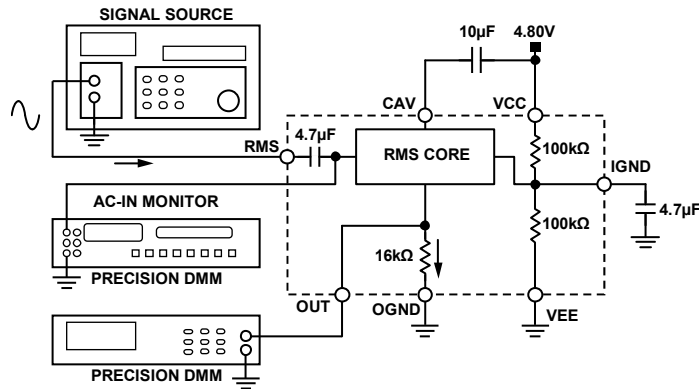 SIGNAL SOURCE
10µF
4.80V
CAV
VCC
4.7µF
RMS
RMS CORE
100kΩ
IGND
AC-IN MONITOR
4.7µF
100kΩ
16kΩ
PRECISION DMM
OUT
OGND
VEE
PRECISION DMM